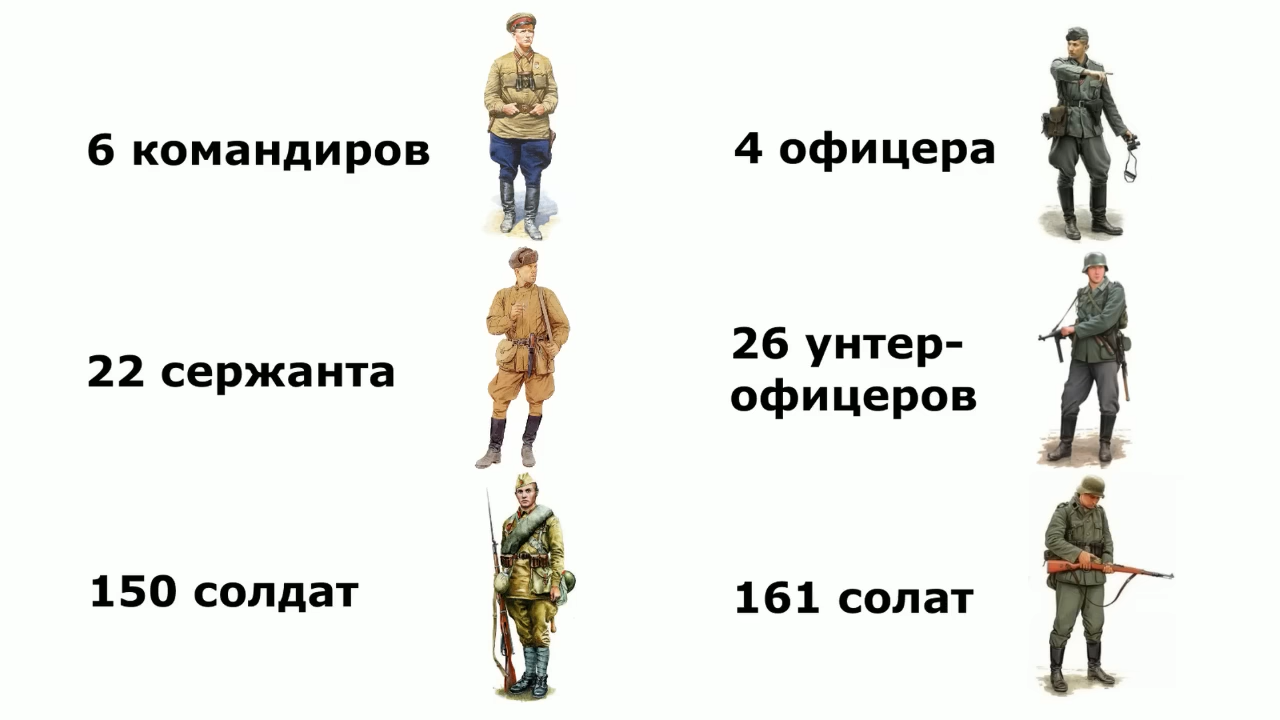 6 командиров
4 офицера
22 сержанта
26 унтер-
офицеров
150 солдат
161 солат